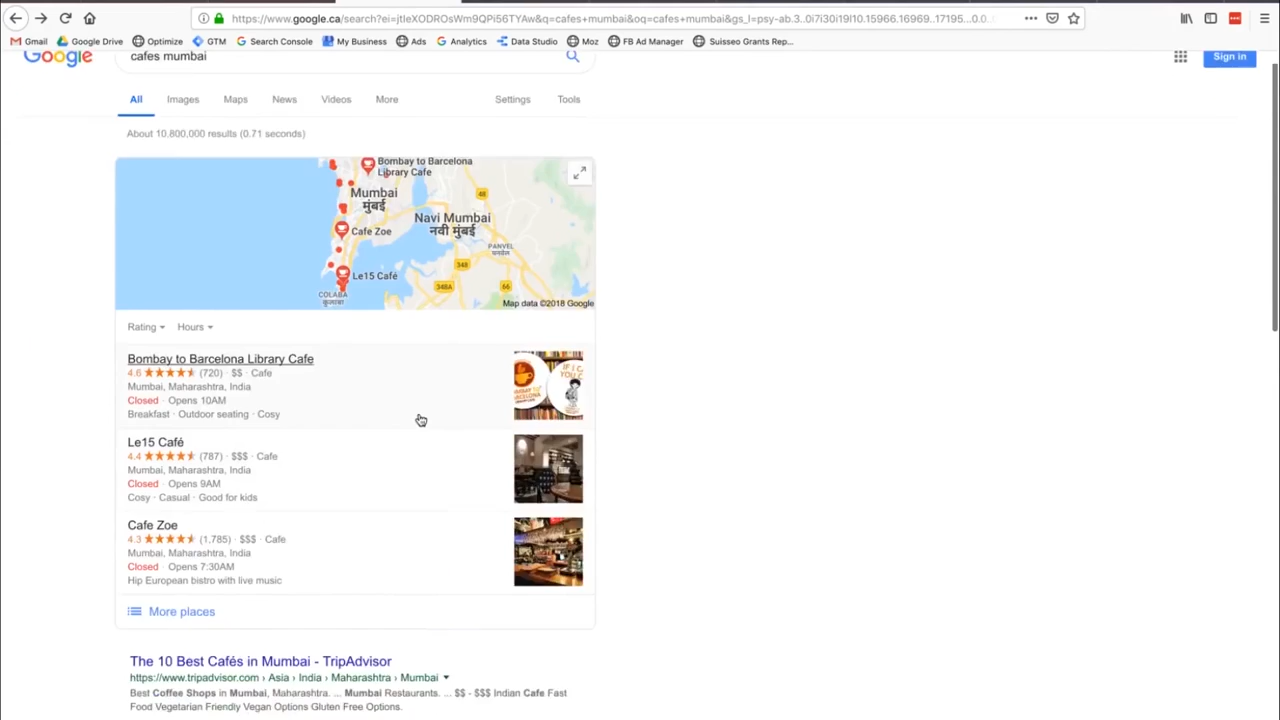 https://www.google.ca/search?ei=jtleXODROsWm9QPi56TYAw&q=cafes+mumbai&oq=cafes+mumbai&gs_l=psy-ab.3..0i7i30i19l10.15966.16969..17195...0.0..
Gmail Google Drive Optimize GTM Search Console My Business Ads Analytics Data Studio Moz FB Ad Manager Suisseo Grants Rep...
Google cafes mumbai Sign in
All Images Maps News Videos More Settings Tools
About 10,800,000 results (0.71 seconds)
Bombay to Barcelona
Library Cafe
Mumbai
मुंबई
48
Navi Mumbai
नवी मुंबई
Cafe Zoe
PANVEL
पनवेल
348
Le15 Café
348A
66
COLABA
कुलाबा
Map data ©2018 Google
Rating Hours
Bombay to Barcelona Library Cafe
4.6 (720) · $$ · Cafe
Mumbai, Maharashtra, India
Closed · Opens 10AM
Breakfast · Outdoor seating · Cosy
Le15 Café
4.4 (787) · $$$ · Cafe
Mumbai, Maharashtra, India
Closed · Opens 9AM
Cosy · Casual · Good for kids
Cafe Zoe
4.3 (1,785) · $$$ · Cafe
Mumbai, Maharashtra, India
Closed · Opens 7:30AM
Hip European bistro with live music
More places
The 10 Best Cafés in Mumbai - TripAdvisor
https://www.tripadvisor.com › Asia › India › Maharashtra › Mumbai
Best Coffee Shops in Mumbai, Maharashtra. ... Mumbai Restaurants. ... $$ - $$$ Indian Cafe Fast
Food Vegetarian Friendly Vegan Options Gluten Free Options.